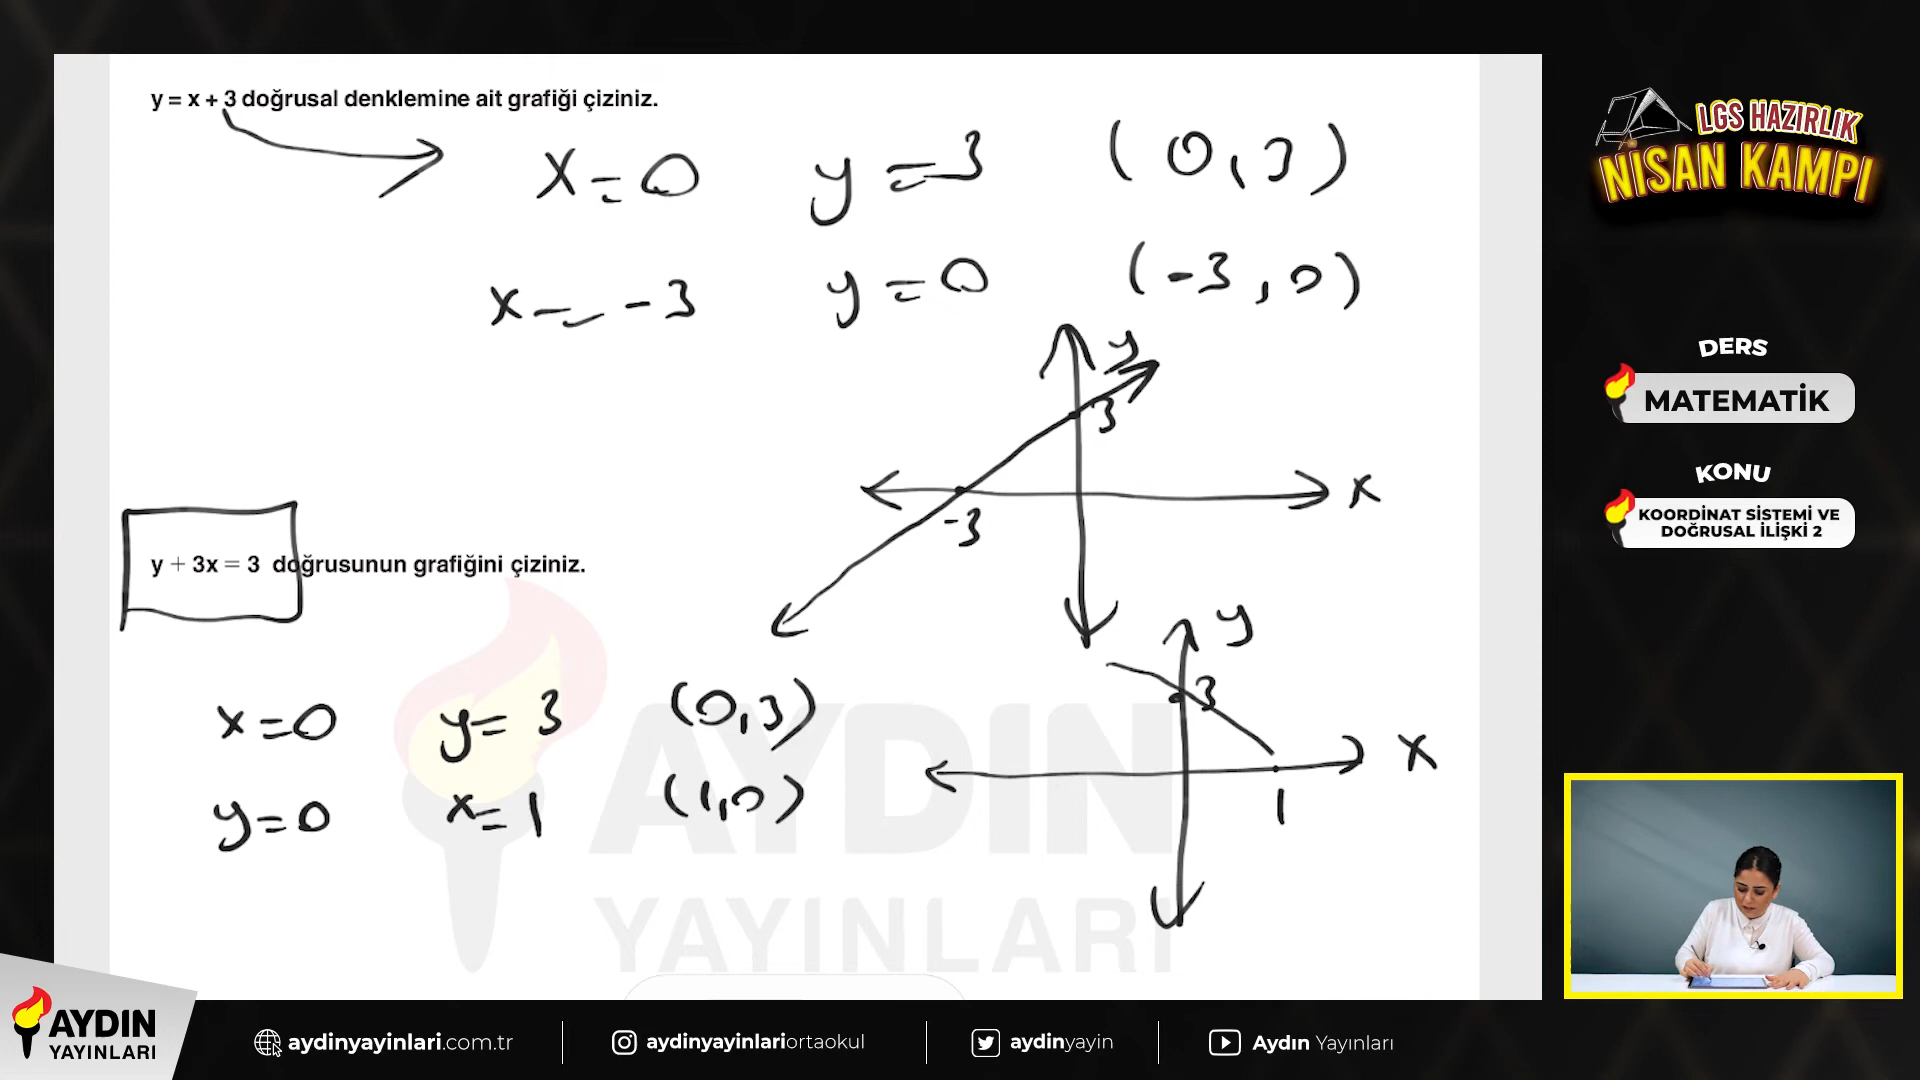 y = x + 3 doğrusal denklemine ait grafiği çiziniz.
x = 0 y = 3 (0,3)
x = -3 y = 0 (-3,0)
y
3
x
-3
y + 3x = 3 doğrusunun grafiğini çiziniz.
y
3
x = 0 y = 3 (0,3)
x
y = 0 x = 1 (1,0)
1
AYDIN
YAYINLARI
LGS HAZIRLIK
NİSAN KAMPI
DERS
MATEMATİK
KONU
KOORDİNAT SİSTEMİ VE
DOĞRUSAL İLİŞKİ 2
AYDIN
YAYINLARI
aydinyayinlari.com.tr
aydinyayinlariortaokul
aydinyayin
Aydın Yayınları